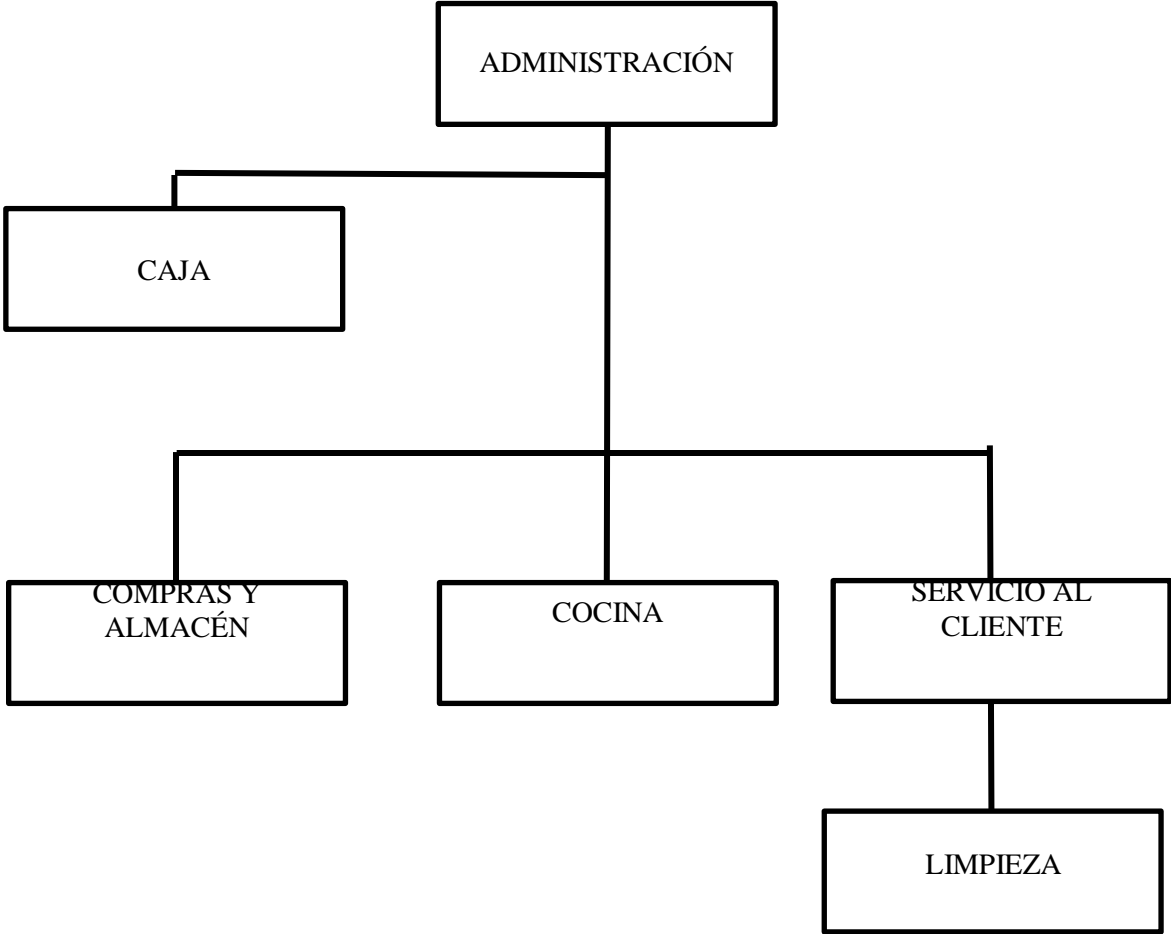 ADMINISTRACIÓN
CAJA
COMPRAS Y
ALMACÉN
COCINA
SERVICIO AL
CLIENTE
LIMPIEZA